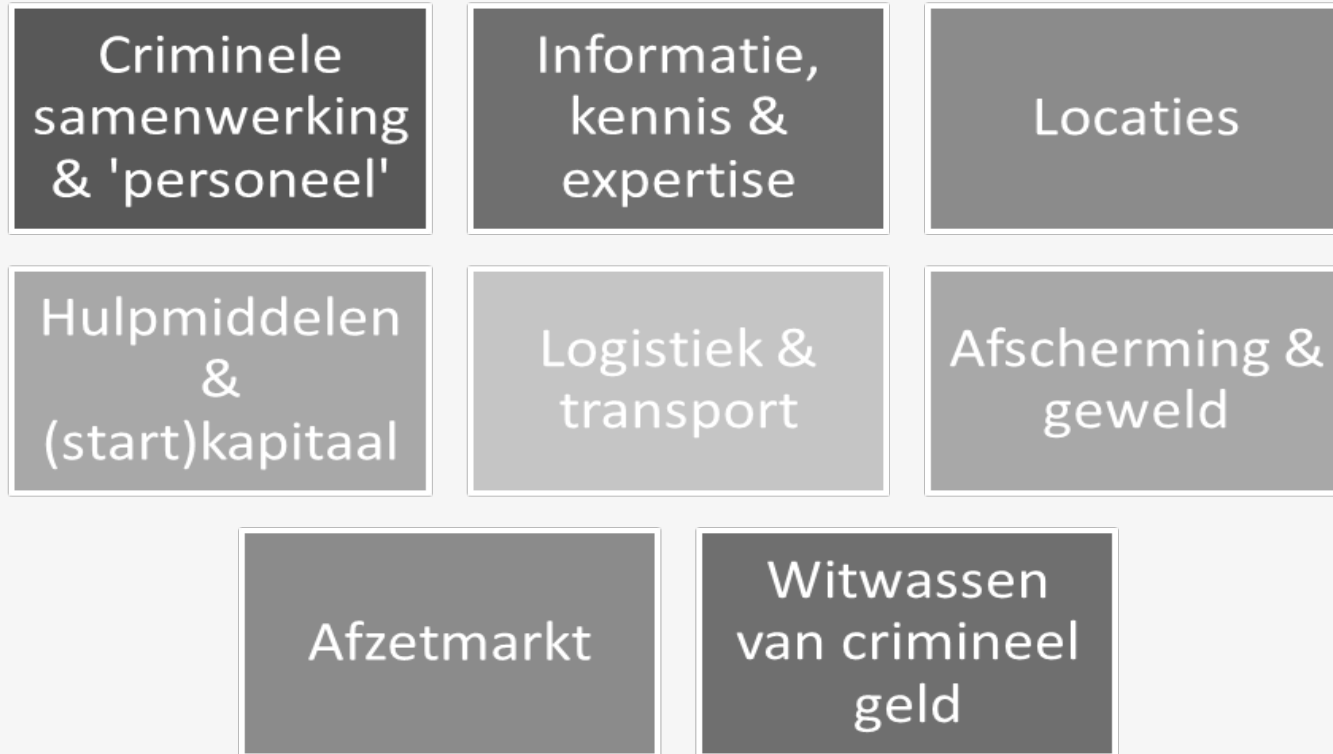 Criminele
samenwerking
& 'personeel'
Informatie,
kennis &
expertise
Locaties
Hulpmiddelen
&
(start)kapitaal
Logistiek &
transport
Afscherming &
geweld
Afzetmarkt
Witwassen
van crimineel
geld